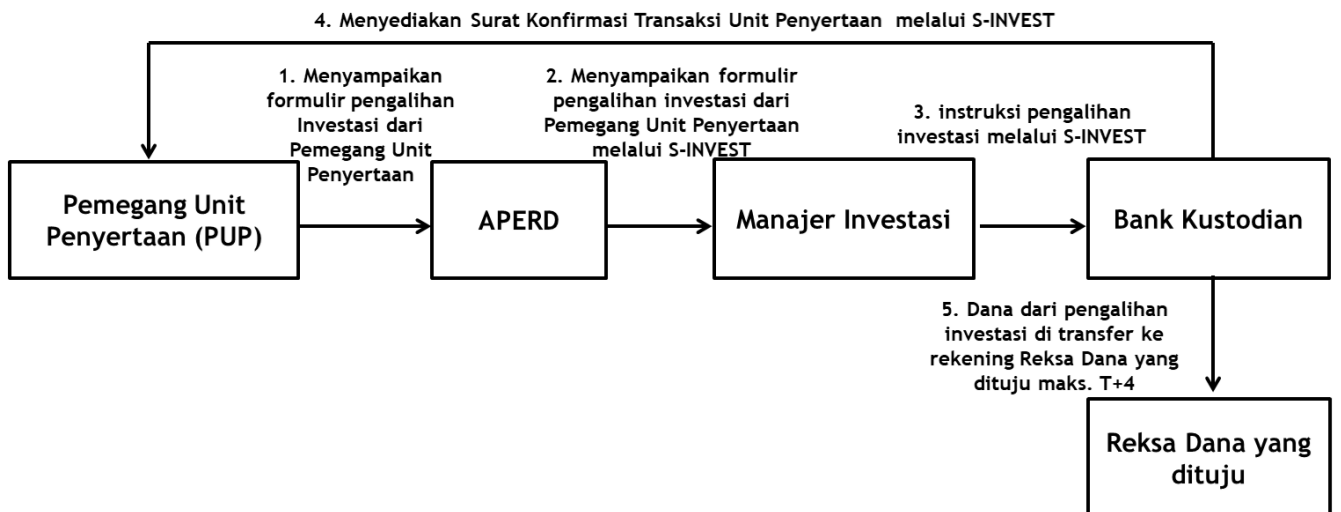 4. Menyediakan Surat Konfirmasi Transaksi Unit Penyertaan melalui S-INVEST
1. Menyampaikan
formulir pengalihan
Investasi dari
Pemegang Unit
Penyertaan
2. Menyampaikan formulir
pengalihan investasi dari
Pemegang Unit Penyertaan
melalui S-INVEST
3. instruksi pengalihan
investasi melalui S-INVEST
Pemegang Unit
Penyertaan (PUP)
APERD
Manajer Investasi
Bank Kustodian
5. Dana dari pengalihan
investasi di transfer ke
rekening Reksa Dana yang
dituju maks. T+4
Reksa Dana yang
dituju